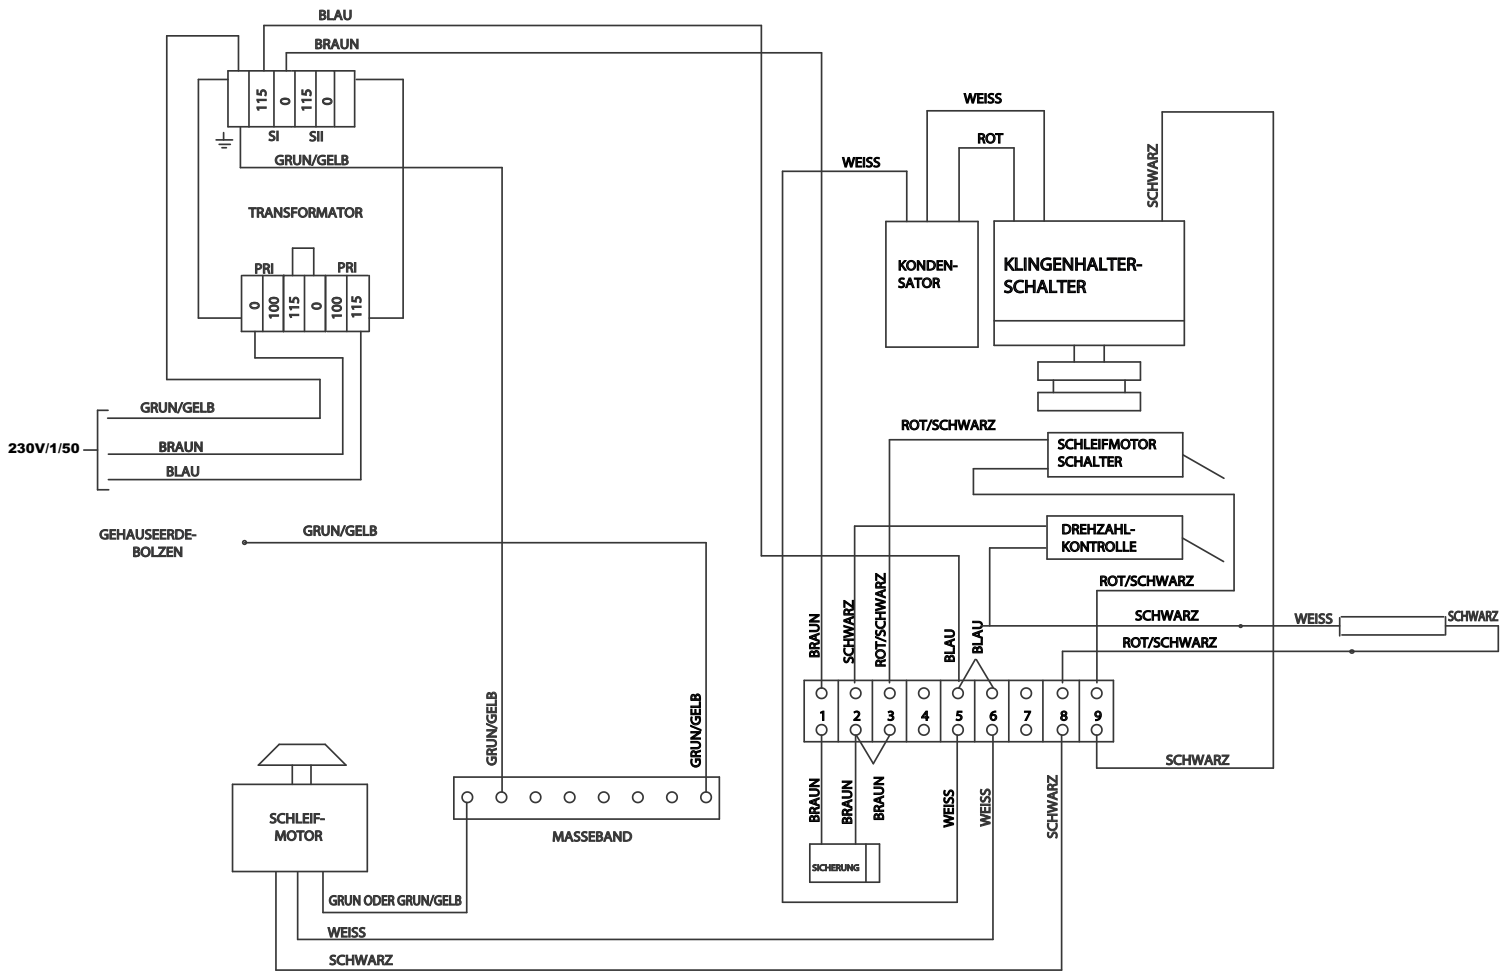 BLAU
BRAUN
115
0
115
0
SI
SII
GRUN/GELB
TRANSFORMATOR
PRI
PRI
0
100
115
0
100
115
GRUN/GELB
230V/1/50
BRAUN
BLAU
GEHAUSEERDE-
BOLZEN
GRUN/GELB
WEISS
ROT
WEISS
SCHWARZ
KONDEN-
SATOR
KLINGENHALTER-
SCHALTER
ROT/SCHWARZ
SCHLEIFMOTOR
SCHALTER
DREHZAHL-
KONTROLLE
ROT/SCHWARZ
SCHWARZ
WEISS
SCHWARZ
ROT/SCHWARZ
BRAUN
SCHWARZ
ROT/SCHWARZ
BLAU
BLAU
1
2
3
4
5
6
7
8
9
SCHWARZ
BRAUN
BRAUN
BRAUN
WEISS
WEISS
SCHWARZ
SICHERUNG
GRUN/GELB
GRUN/GELB
MASSEBAND
SCHLEIF-
MOTOR
GRUN ODER GRUN/GELB
WEISS
SCHWARZ